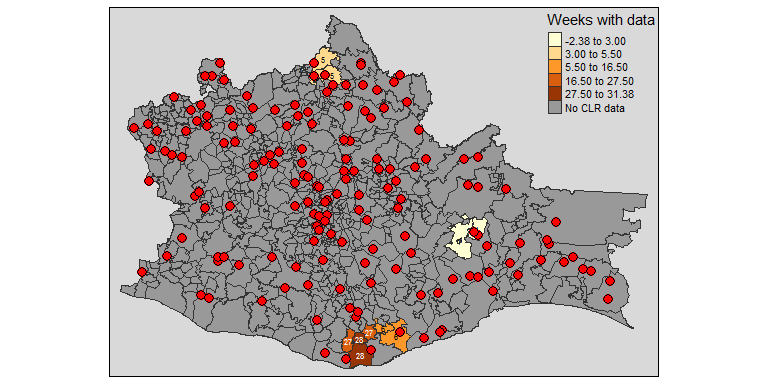 Weeks with data
-2.38 to 3.00
3.00 to 5.50
5.50 to 16.50
16.50 to 27.50
27.50 to 31.38
No CLR data
5
5
27
28
27
28